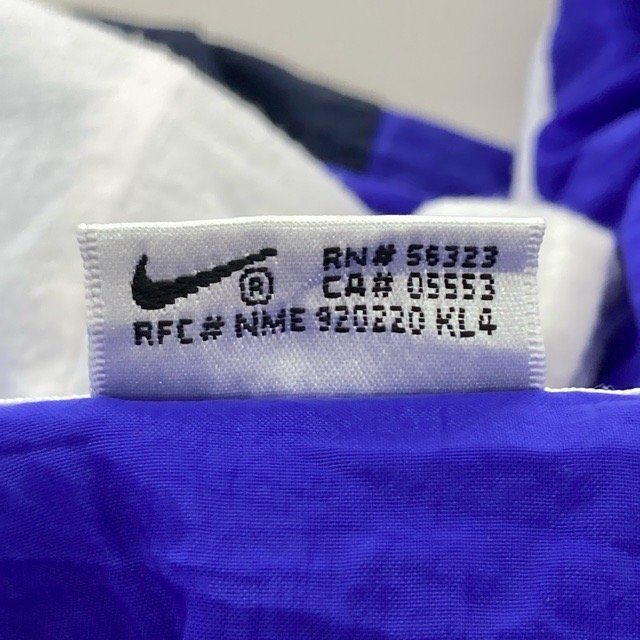 RN# 56323
® CA# 05553
RFC# NME 920220 KL4